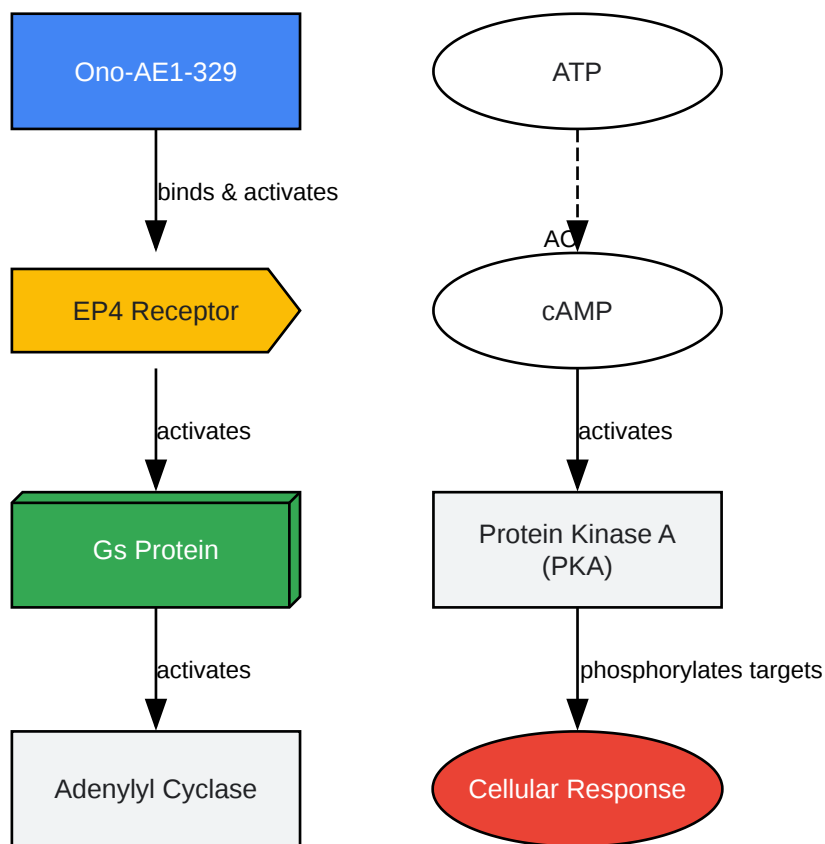 Ono-AE1-329
binds & activates
EP4 Receptor
activates
Gs Protein
activates
Adenylyl Cyclase
ATP
AC
cAMP
activates
Protein Kinase A
(PKA)
phosphorylates targets
Cellular Response